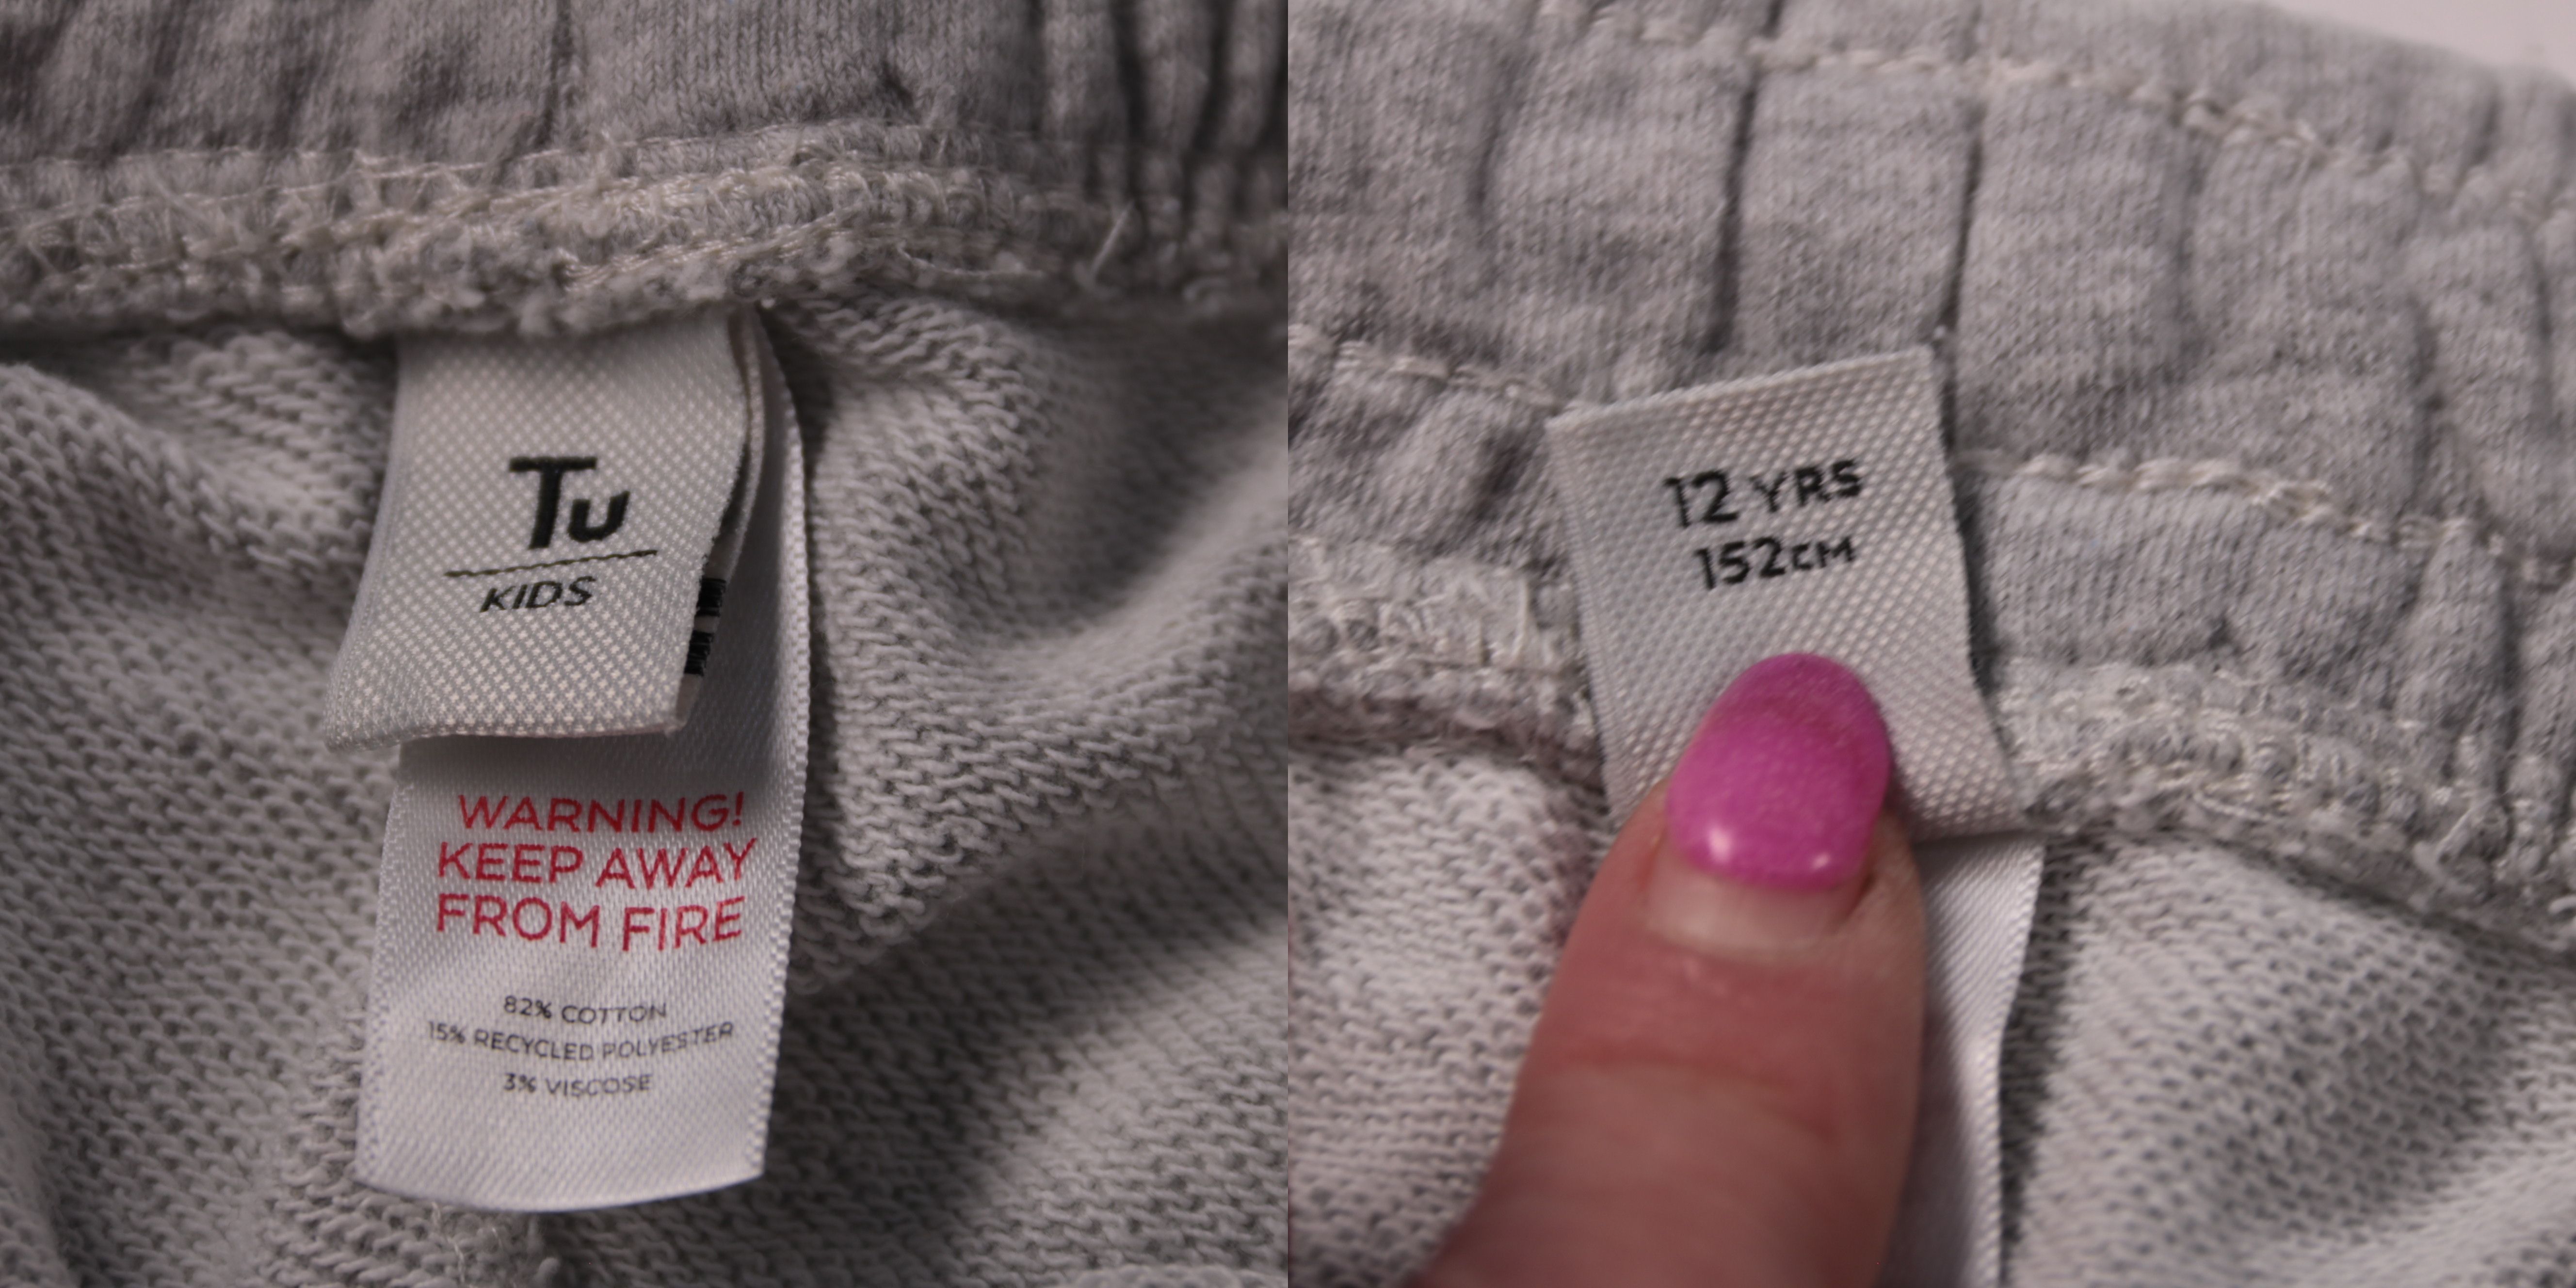 Tu
KIDS
WARNING!
KEEP AWAY
FROM FIRE
82% COTTON
15% RECYCLED POLYESTER
3% VISCOSE
12 YRS
152CM